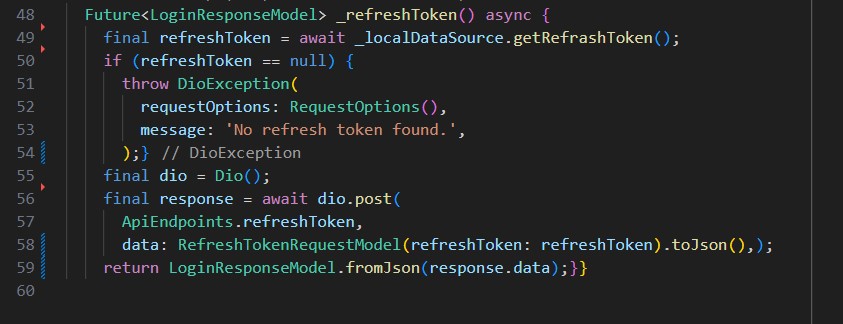 48 Future<LoginResponseModel> _refreshToken() async {
49 final refreshToken = await _localDataSource.getRefrashToken();
50 if (refreshToken == null) {
51 throw DioException(
52 requestOptions: RequestOptions(),
53 message: 'No refresh token found.',
54 );} // DioException
55 final dio = Dio();
56 final response = await dio.post(
57 ApiEndpoints.refreshToken,
58 data: RefreshTokenRequestModel(refreshToken: refreshToken).toJson(),);
59 return LoginResponseModel.fromJson(response.data);}}
60